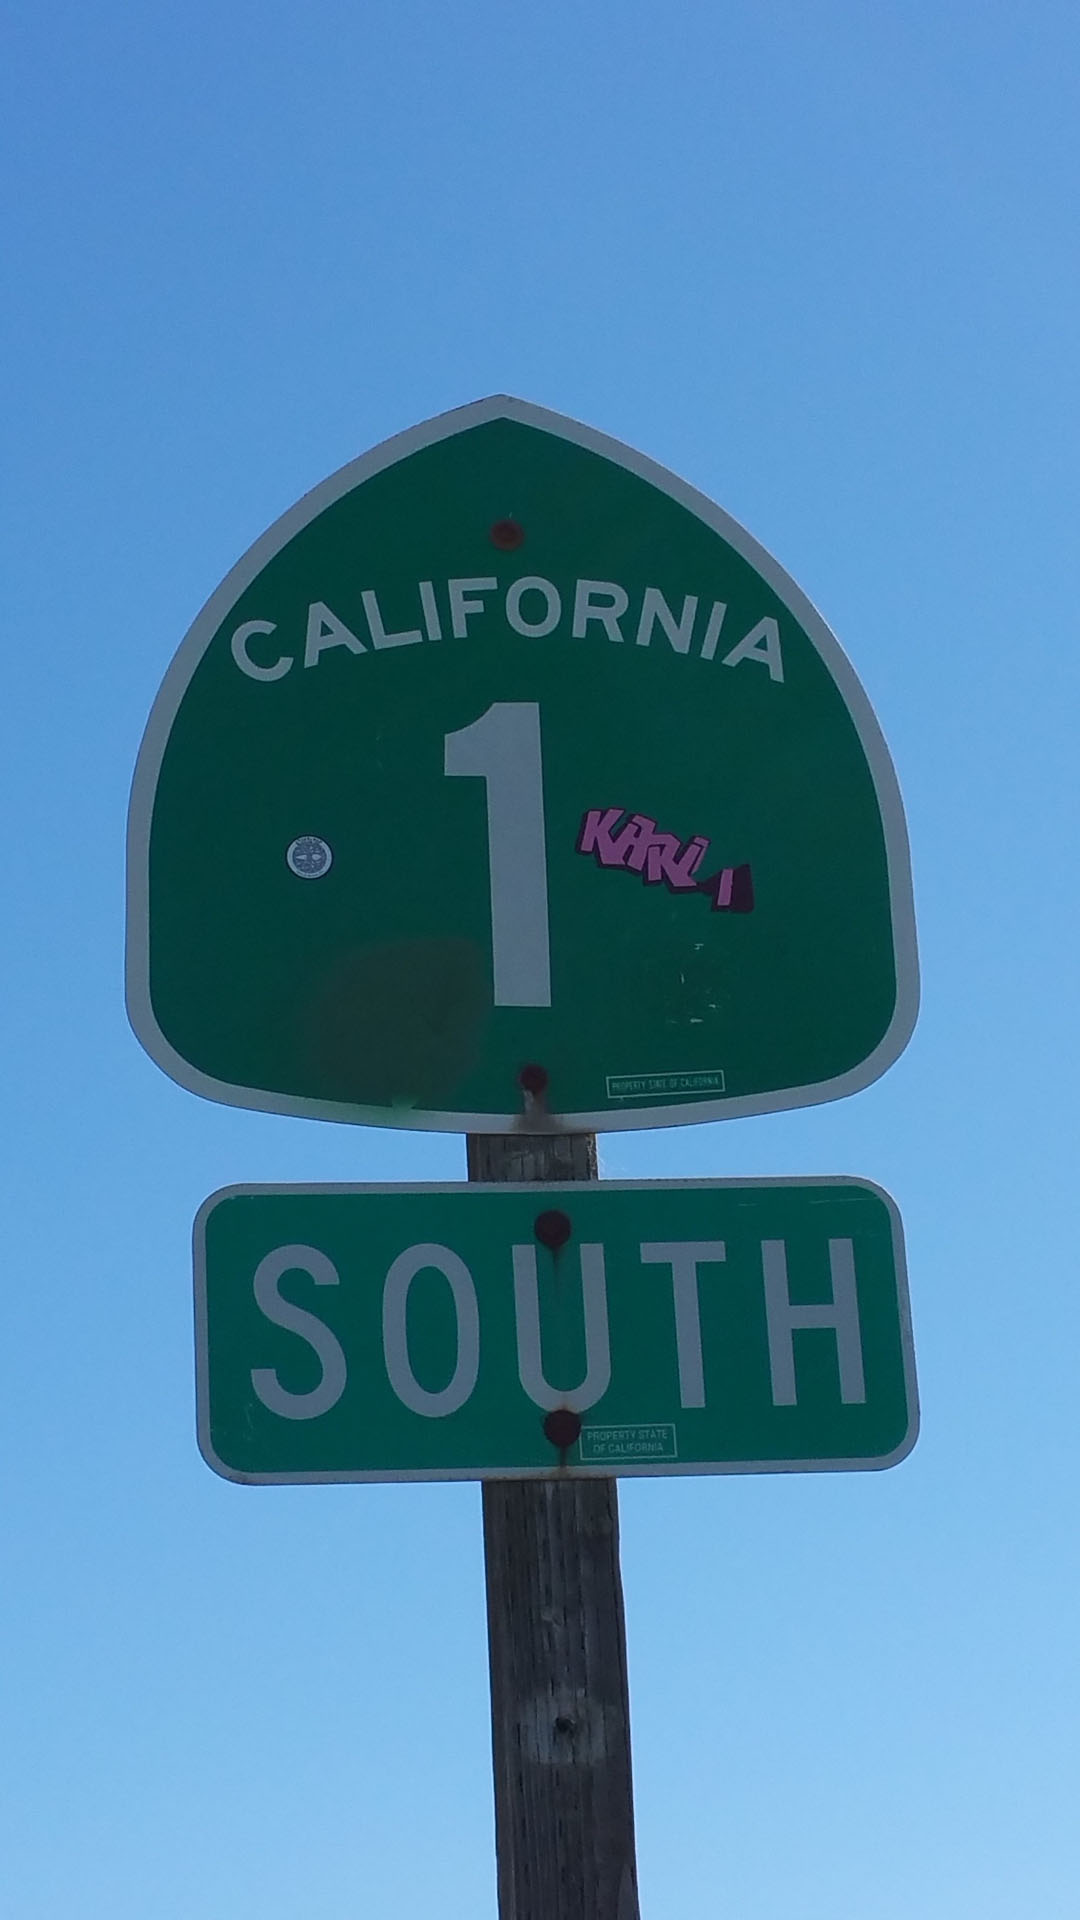 CALIFORNIA
1
PROPERTY STATE OF CALIFORNIA
SOUTH
PROPERTY STATE
OF CALIFORNIA